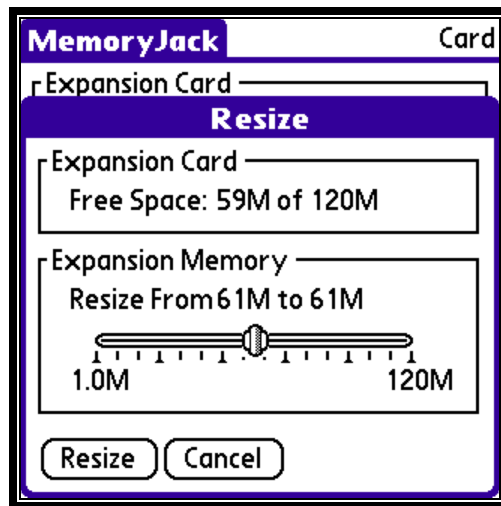 MemoryJack Card
Expansion Card
Resize
Expansion Card
Free Space: 59M of 120M
Expansion Memory
Resize From 61M to 61M
1.0M 120M
Resize Cancel